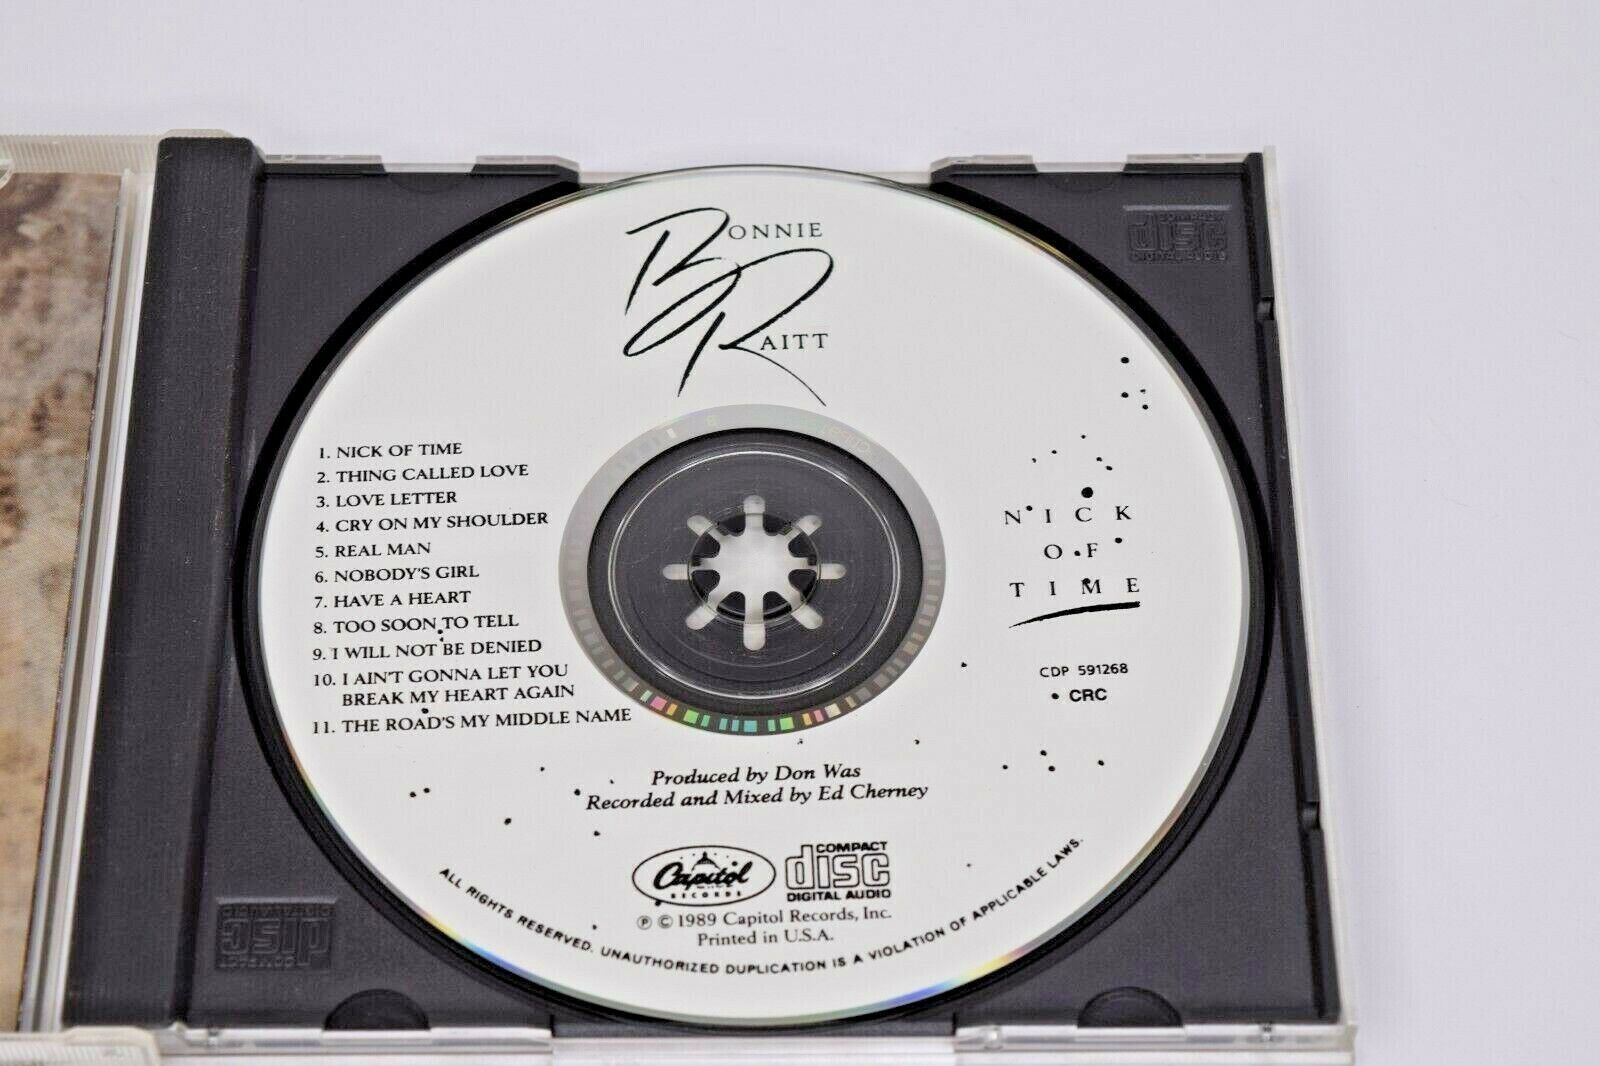 BONNIE
RAITT
1. NICK OF TIME
2. THING CALLED LOVE
3. LOVE LETTER
4. CRY ON MY SHOULDER
5. REAL MAN
6. NOBODY'S GIRL
7. HAVE A HEART
8. TOO SOON TO TELL
9. I WILL NOT BE DENIED
10. I AIN'T GONNA LET YOU
BREAK MY HEART AGAIN
11. THE ROAD'S MY MIDDLE NAME
NICK
OF
TIME
CDP 591268
CRC
Produced by Don Was
Recorded and Mixed by Ed Cherney
Capitol
RECORDS
COMPACT
disc
DIGITAL AUDIO
℗ © 1989 Capitol Records, Inc.
Printed in U.S.A.
ALL RIGHTS RESERVED. UNAUTHORIZED DUPLICATION IS A VIOLATION OF APPLICABLE LAWS.
COMPACT
disc
DIGITAL AUDIO
COMPACT
disc
DIGITAL AUDIO